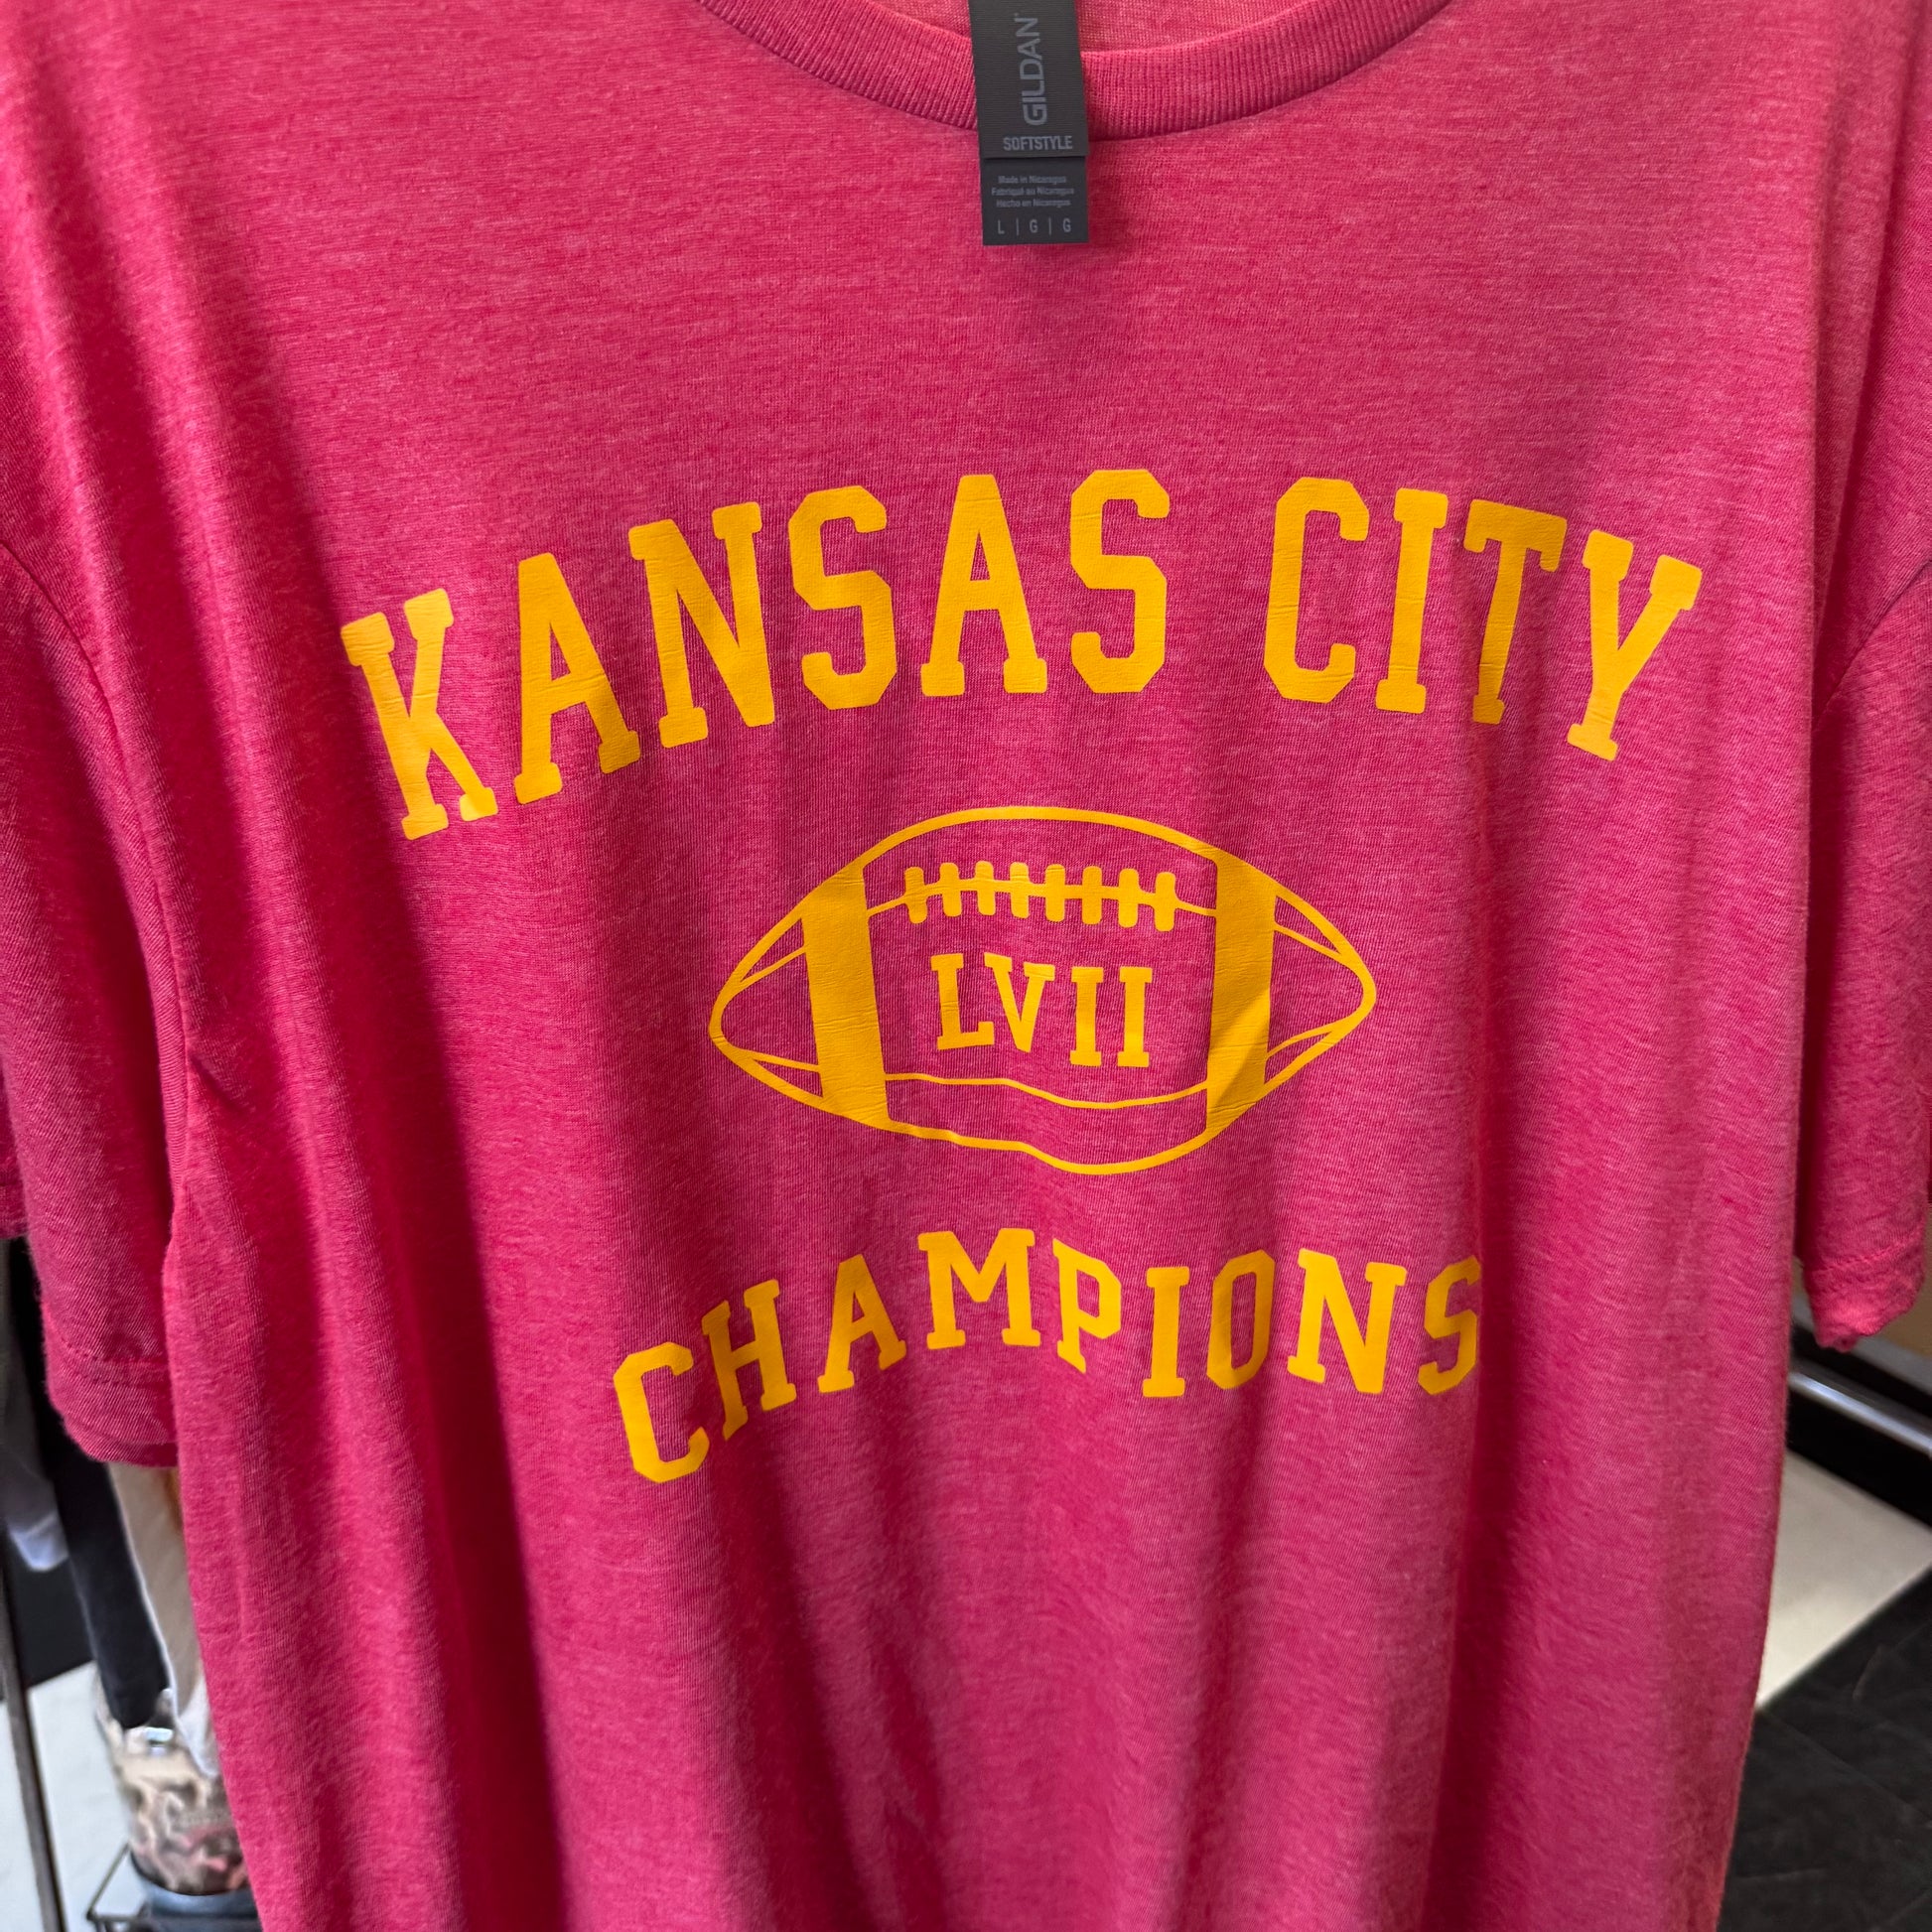 GILDAN
SOFTSTYLE
Made in Nicaragua
Fabriqué au Nicaragua
Hecho en Nicaragua
L | G | G
KANSAS CITY
LVII
CHAMPIONS